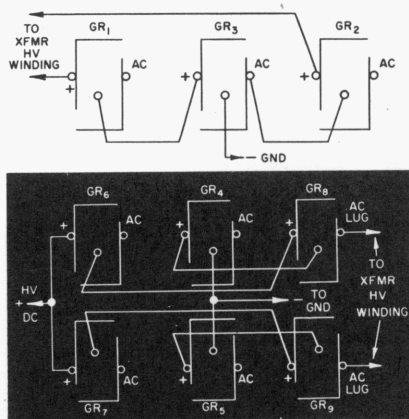 GR1 GR3 GR2
TO
XFMR
HV
WINDING
+ AC + AC +
− GND
GR6 GR4 GR8
+ AC + AC + AC
LUG
HV
+
DC
− TO
GND
TO
XFMR
HV
WINDING
+ AC + AC + AC
LUG
GR7 GR5 GR9